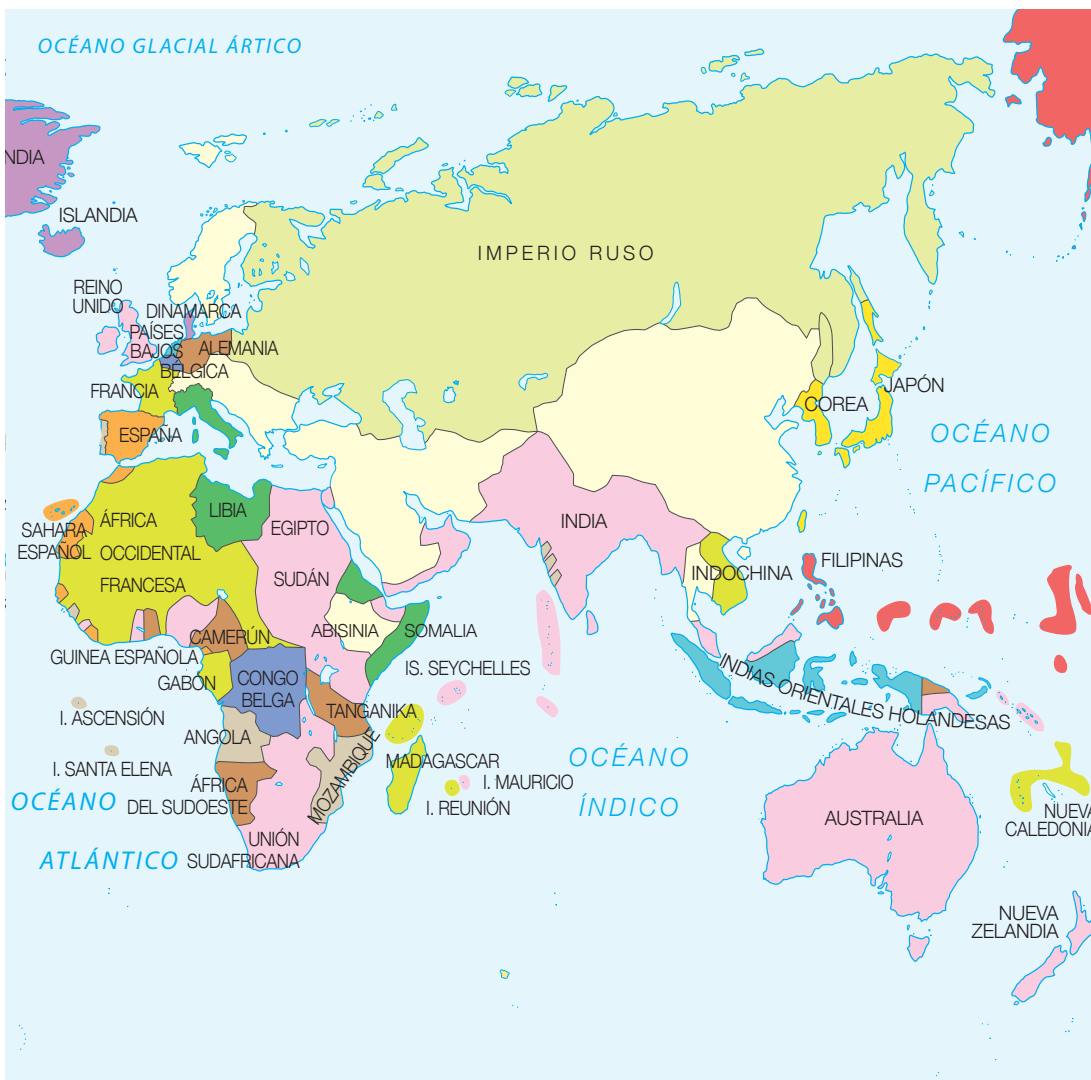 OCÉANO GLACIAL ÁRTICO
NDIA
ISLANDIA
IMPERIO RUSO
REINO
UNIDO
DINAMARCA
PAÍSES
BAJOS
ALEMANIA
BÉLGICA
FRANCIA
ESPAÑA
JAPÓN
COREA
OCÉANO
PACÍFICO
SAHARA
ESPAÑOL
ÁFRICA
OCCIDENTAL
FRANCESA
LIBIA
EGIPTO
SUDÁN
INDIA
INDOCHINA
FILIPINAS
CAMERÚN
ABISINIA
SOMALIA
GUINEA ESPAÑOLA
GABÓN
CONGO
BELGA
IS. SEYCHELLES
INDIAS ORIENTALES HOLANDESAS
I. ASCENSIÓN
ANGOLA
TANGANIKA
I. SANTA ELENA
MOZAMBIQUE
MADAGASCAR
I. MAURICIO
I. REUNIÓN
OCÉANO
ÍNDICO
OCÉANO
ATLÁNTICO
ÁFRICA
DEL SUDOESTE
UNIÓN
SUDAFRICANA
AUSTRALIA
NUEVA
CALEDONIA
NUEVA
ZELANDIA